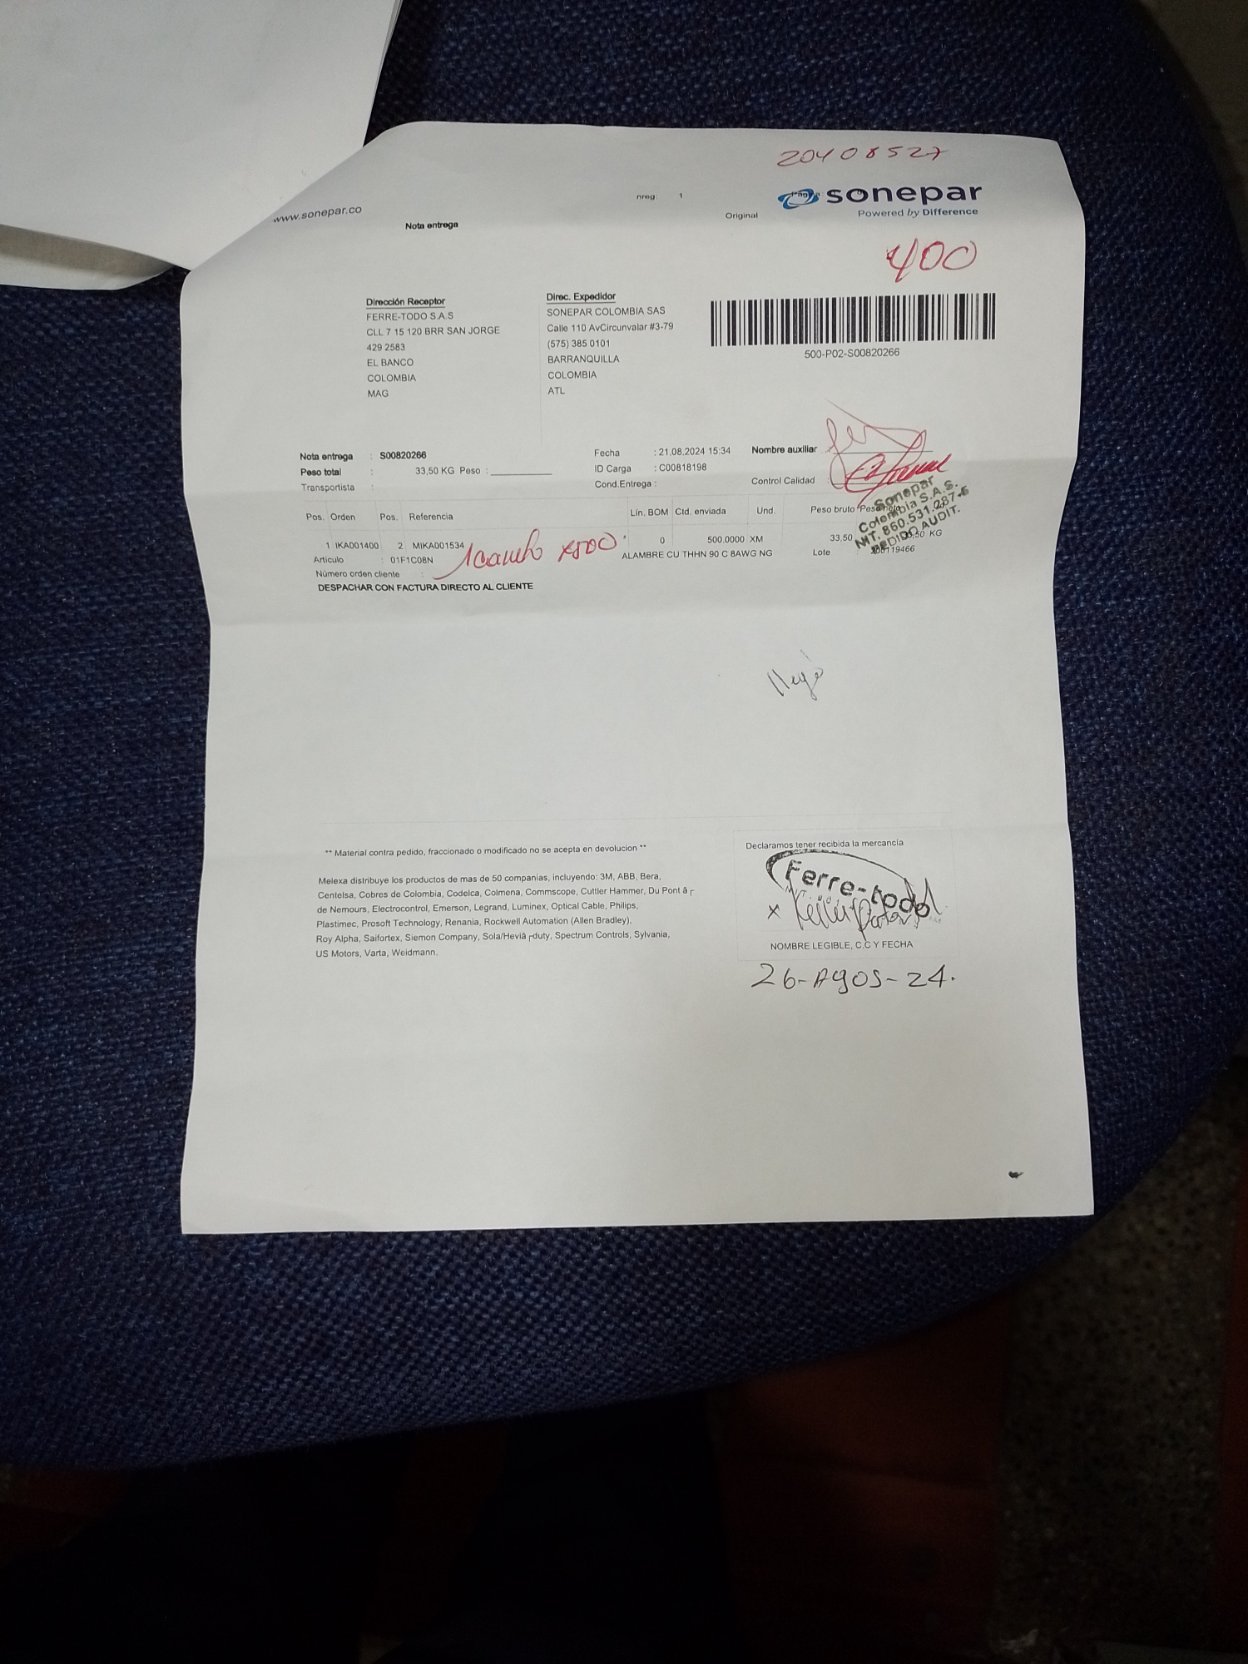 20408527
www.sonepar.co
nreg 1
sonepar
Powered by Difference
Original
Nota entrega
400
Dirección Receptor
FERRE-TODO S.A.S
CLL 7 15 120 BRR SAN JORGE
429 2583
EL BANCO
COLOMBIA
MAG
Direc. Expedidor
SONEPAR COLOMBIA SAS
Calle 110 AvCircunvalar #3-79
(575) 385 0101
BARRANQUILLA
COLOMBIA
ATL
500-P02-S00820266
Nota entrega : S00820266
Peso total : 33,50 KG Peso :
Transportista :
Fecha : 21.08.2024 15:34
ID Carga : C00818198
Cond.Entrega :
Nombre auxiliar
Control Calidad
Sonepar
Colombia S.A.S.
NIT. 860.531.287-6
PEDIDO AUDIT.
Pos. Orden Pos. Referencia Lín. BOM Ctd. enviada Und. Peso bruto
1 IKA001400 2 MIKA001534 0 500.0000 XM 33,50 KG
x500
Artículo : 01F1C08N ALAMBRE CU THHN 90 C 8AWG NG Lote
Número orden cliente :
DESPACHAR CON FACTURA DIRECTO AL CLIENTE
llegó
** Material contra pedido, fraccionado o modificado no se acepta en devolucion **
Melexa distribuye los productos de mas de 50 companias, incluyendo: 3M, ABB, Bera,
Centelsa, Cobres de Colombia, Codelca, Colmena, Commscope, Cuttler Hammer, Du Pont
de Nemours, Electrocontrol, Emerson, Legrand, Luminex, Optical Cable, Philips,
Plastimec, Prosoft Technology, Renania, Rockwell Automation (Allen Bradley),
Roy Alpha, Saifortex, Siemon Company, Spectrum Controls, Sylvania,
US Motors, Varta, Weidmann.
Declaramos tener recibida la mercancía
Ferre-todo
x
NOMBRE LEGIBLE, C.C Y FECHA
26-Agos-24.